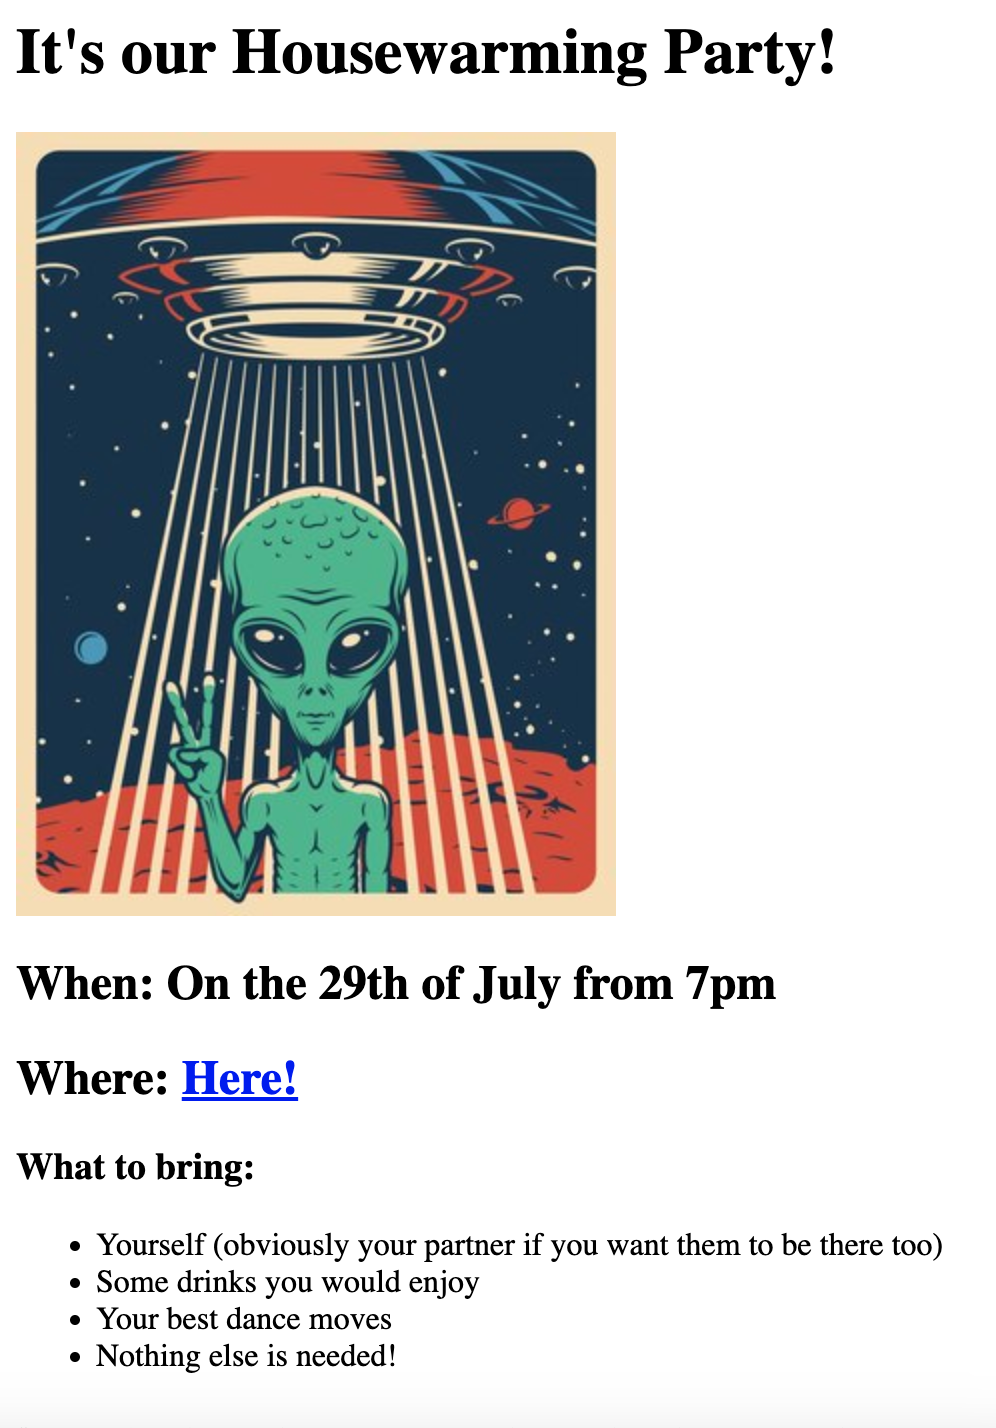 It's our Housewarming Party!
When: On the 29th of July from 7pm
Where: Here!
What to bring:
Yourself (obviously your partner if you want them to be there too)
Some drinks you would enjoy
Your best dance moves
Nothing else is needed!